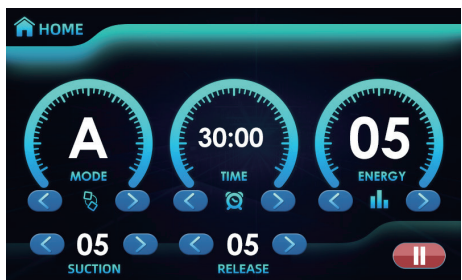 HOME
A
MODE
30:00
TIME
05
ENERGY
05
SUCTION
05
RELEASE